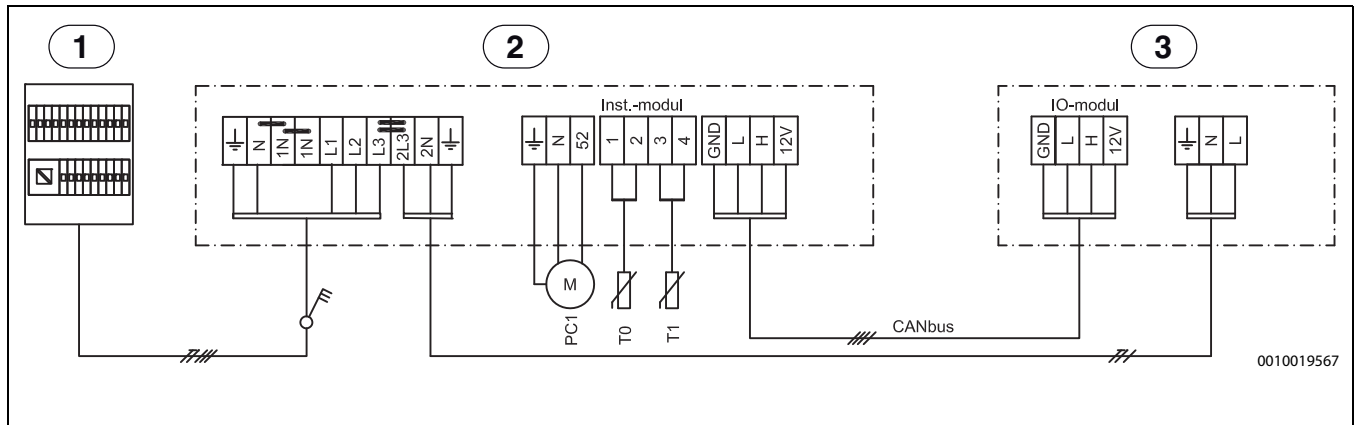 1
2
3
Inst.-modul
IO-modul
N
1N
1N
L1
L2
L3
2L3
2N
N
52
1
2
3
4
GND
L
H
12V
GND
L
H
12V
N
L
M
PC1
T0
T1
CANbus
0010019567